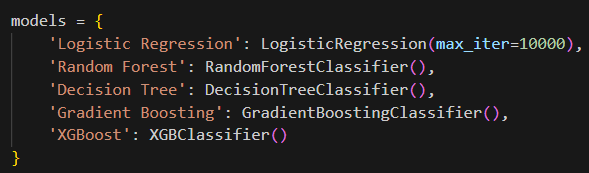 models = {
    'Logistic Regression': LogisticRegression(max_iter=10000),
    'Random Forest': RandomForestClassifier(),
    'Decision Tree': DecisionTreeClassifier(),
    'Gradient Boosting': GradientBoostingClassifier(),
    'XGBoost': XGBClassifier()
}